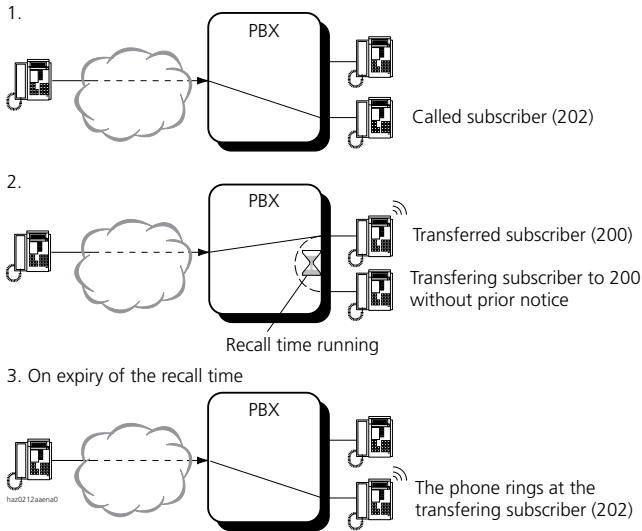 1.
PBX
Called subscriber (202)
2.
PBX
Transferred subscriber (200)
Transfering subscriber to 200
without prior notice
Recall time running
3. On expiry of the recall time
PBX
The phone rings at the
transfering subscriber (202)
haz0212aaena0